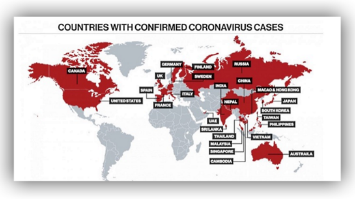 COUNTRIES WITH CONFIRMED CORONAVIRUS CASES
CANADA
UNITED STATES
GERMANY
UK
SPAIN
FRANCE
FINLAND
SWEDEN
ITALY
RUSSIA
CHINA
INDIA
NEPAL
MACAO & HONG KONG
JAPAN
SOUTH KOREA
TAIWAN
PHILIPPINES
VIETNAM
UAE
SRI LANKA
THAILAND
MALAYSIA
SINGAPORE
CAMBODIA
AUSTRALIA